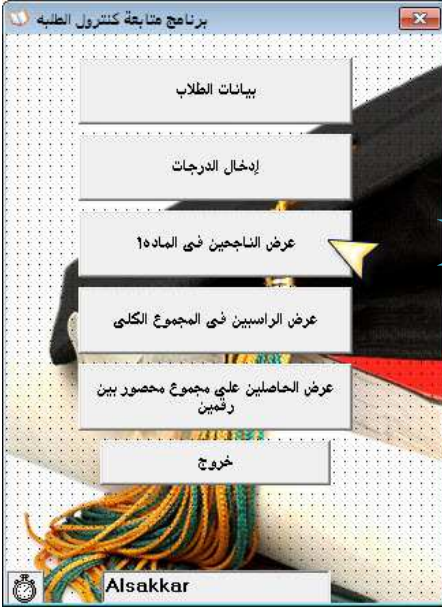 برنامج متابعة كنترول الطلبه
بيانات الطلاب
إدخال الدرجات
عرض الناجحين فى الماده1
عرض الراسبين فى المجموع الكلى
عرض الحاصلين على مجموع محصور بين
رقمين
خروج
Alsakkar